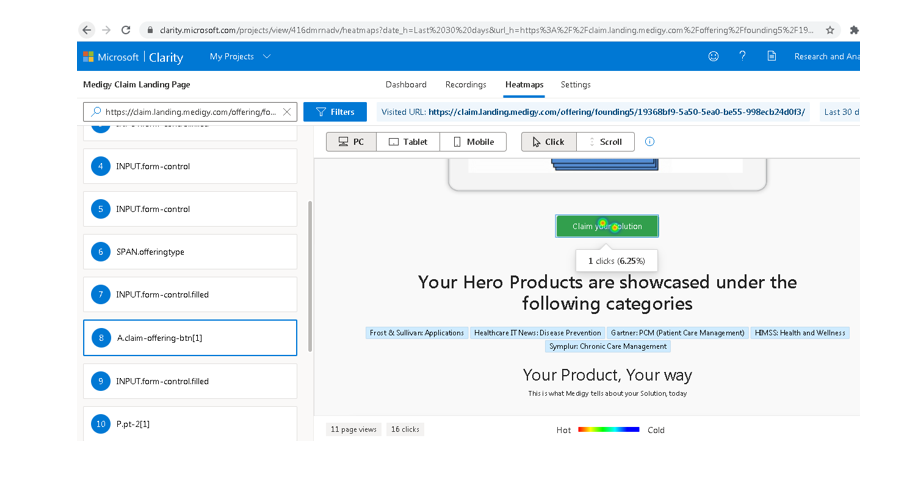 clarity.microsoft.com/projects/view/416dmrnadv/heatmaps?date_h=Last%2030%20days&url_h=https%3A%2F%2Fclaim.landing.medigy.com%2Foffering%2Ffounding5%2F19...
Microsoft | Clarity My Projects Research and Ana
Medigy Claim Landing Page Dashboard Recordings Heatmaps Settings
https://claim.landing.medigy.com/offering/fo... Filters Visited URL: https://claim.landing.medigy.com/offering/founding5/19368bf9-5a50-5ea0-be55-998ecb24d0f3/ Last 30 d
PC Tablet Mobile Click Scroll
4 INPUT.form-control
5 INPUT.form-control
6 SPAN.offeringtype
7 INPUT.form-control.filled
8 A.claim-offering-btn[1]
9 INPUT.form-control.filled
10 P.pt-2[1]
Claim your solution
1 clicks (6.25%)
Your Hero Products are showcased under the
following categories
Frost & Sullivan: Applications Healthcare IT News: Disease Prevention Gartner: PCM (Patient Care Management) HIMSS: Health and Wellness
Symplur: Chronic Care Management
Your Product, Your way
This is what Medigy tells about your Solution, today
11 page views 16 clicks Hot Cold